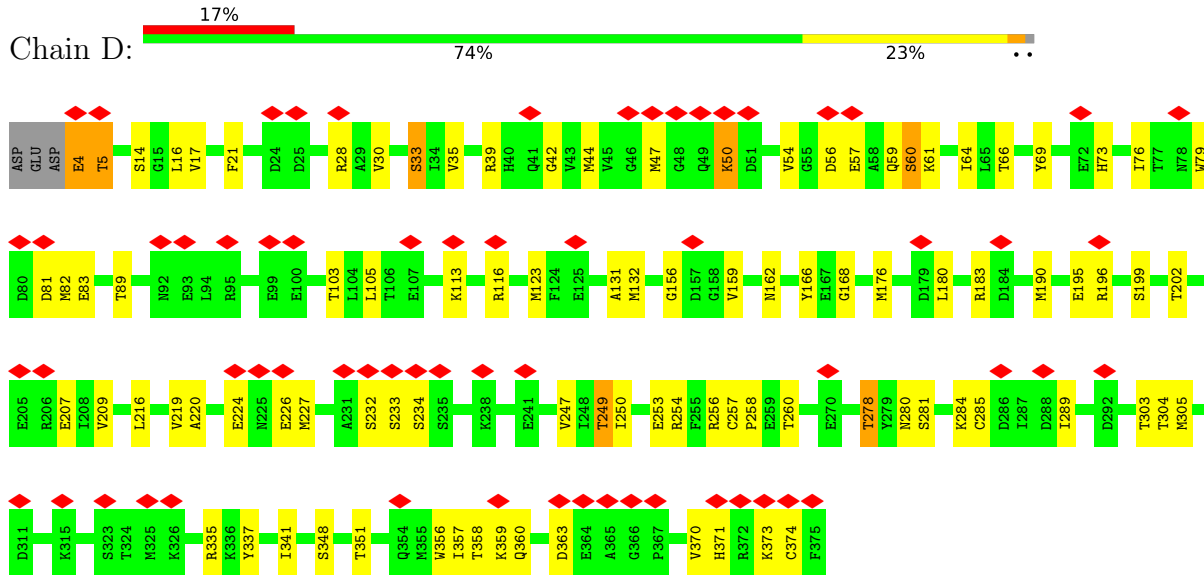 17%
Chain D:
74% 23% . .
ASP GLU ASP E4 T5 S14 G15 L16 V17 F21 D24 D25 R28 A29 V30 S33 I34 V35 R39 H40 Q41 G42 V43 M44 V45 G46 M47 G48 Q49 K50 D51 V54 G55 D56 E57 A58 Q59 S60 K61 I64 L65 T66 Y69 E72 H73 I76 T77 N78 W79
D80 D81 M82 E83 T89 N92 E93 L94 R95 E99 E100 T103 L104 L105 T106 E107 K113 R116 M123 F124 E125 A131 M132 G156 D157 G158 V159 N162 Y166 E167 G168 M176 D179 L180 R183 D184 M190 E195 R196 S199 T202
E205 R206 E207 I208 V209 L216 V219 A220 E224 N225 E226 M227 A231 S232 S233 S234 S235 K238 E241 V247 I248 T249 I250 E253 R254 F255 R256 C257 P258 E259 T260 E270 T278 Y279 N280 S281 K284 C285 D286 I287 D288 I289 D292 T303 T304 M305
D311 K315 S323 T324 M325 K326 R335 K336 Y337 I341 S348 T351 Q354 M355 W356 I357 T358 K359 Q360 D363 E364 A365 G366 P367 V370 H371 R372 K373 C374 F375